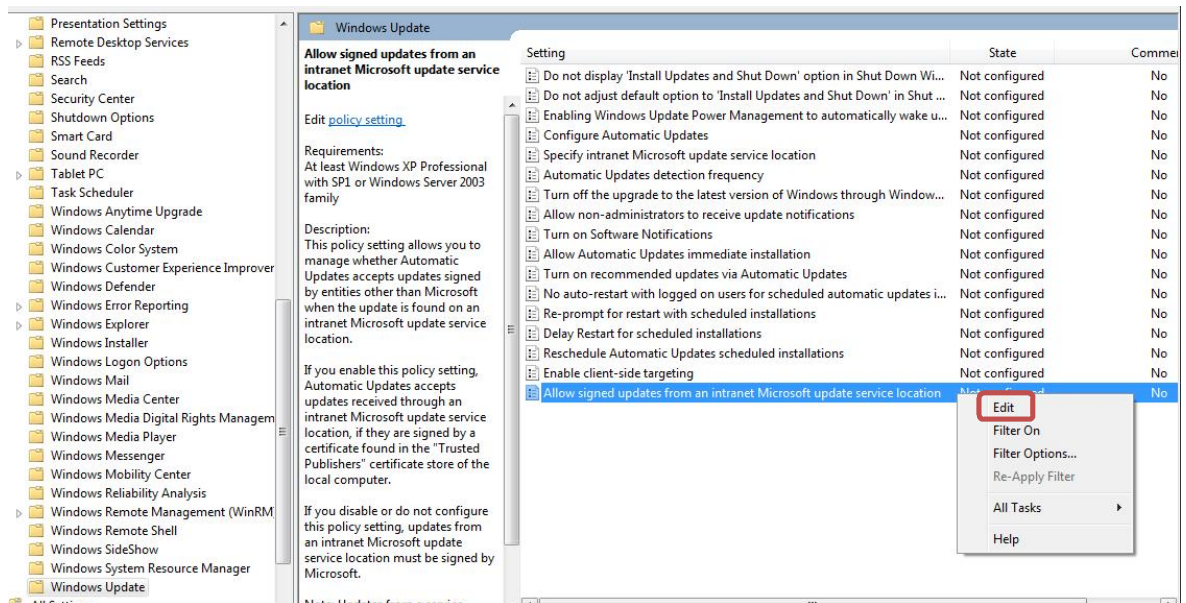 Presentation Settings
Remote Desktop Services
RSS Feeds
Search
Security Center
Shutdown Options
Smart Card
Sound Recorder
Tablet PC
Task Scheduler
Windows Anytime Upgrade
Windows Calendar
Windows Color System
Windows Customer Experience Improver
Windows Defender
Windows Error Reporting
Windows Explorer
Windows Installer
Windows Logon Options
Windows Mail
Windows Media Center
Windows Media Digital Rights Managem
Windows Media Player
Windows Messenger
Windows Mobility Center
Windows Reliability Analysis
Windows Remote Management (WinRM)
Windows Remote Shell
Windows SideShow
Windows System Resource Manager
Windows Update
Windows Update
Allow signed updates from an
intranet Microsoft update service
location
Edit policy setting
Requirements:
At least Windows XP Professional
with SP1 or Windows Server 2003
family
Description:
This policy setting allows you to
manage whether Automatic
Updates accepts updates signed
by entities other than Microsoft
when the update is found on an
intranet Microsoft update service
location.
If you enable this policy setting,
Automatic Updates accepts
updates received through an
intranet Microsoft update service
location, if they are signed by a
certificate found in the "Trusted
Publishers" certificate store of the
local computer.
If you disable or do not configure
this policy setting, updates from
an intranet Microsoft update
service location must be signed by
Microsoft.
Setting State Commen
Do not display 'Install Updates and Shut Down' option in Shut Down Wi... Not configured No
Do not adjust default option to 'Install Updates and Shut Down' in Shut ... Not configured No
Enabling Windows Update Power Management to automatically wake u... Not configured No
Configure Automatic Updates Not configured No
Specify intranet Microsoft update service location Not configured No
Automatic Updates detection frequency Not configured No
Turn off the upgrade to the latest version of Windows through Window... Not configured No
Allow non-administrators to receive update notifications Not configured No
Turn on Software Notifications Not configured No
Allow Automatic Updates immediate installation Not configured No
Turn on recommended updates via Automatic Updates Not configured No
No auto-restart with logged on users for scheduled automatic updates i... Not configured No
Re-prompt for restart with scheduled installations Not configured No
Delay Restart for scheduled installations Not configured No
Reschedule Automatic Updates scheduled installations Not configured No
Enable client-side targeting Not configured No
Allow signed updates from an intranet Microsoft update service location Not configured No
Edit
Filter On
Filter Options...
Re-Apply Filter
All Tasks
Help